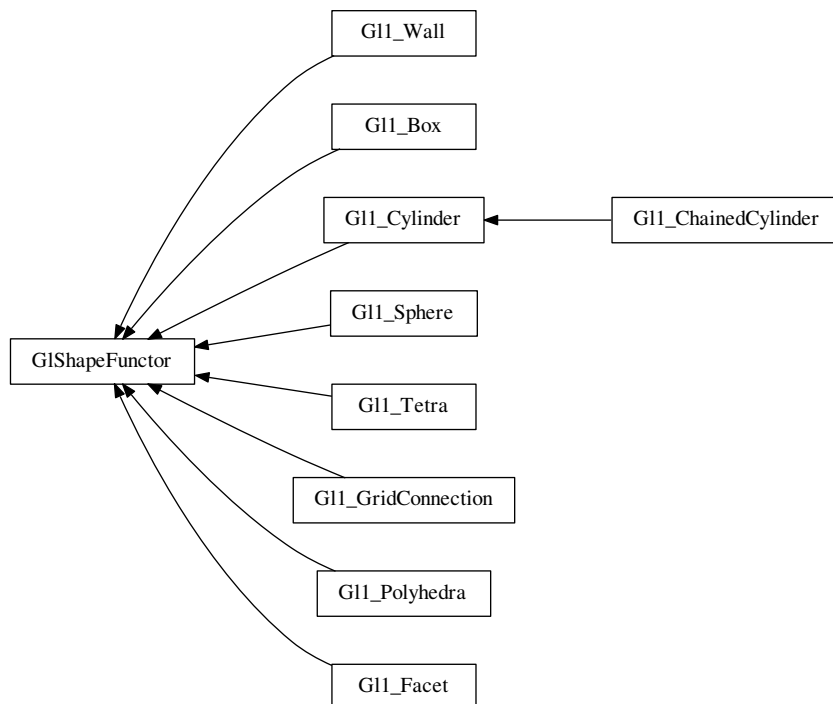 Gl1_Wall
Gl1_Box
Gl1_Cylinder
Gl1_ChainedCylinder
Gl1_Sphere
GlShapeFunctor
Gl1_Tetra
Gl1_GridConnection
Gl1_Polyhedra
Gl1_Facet